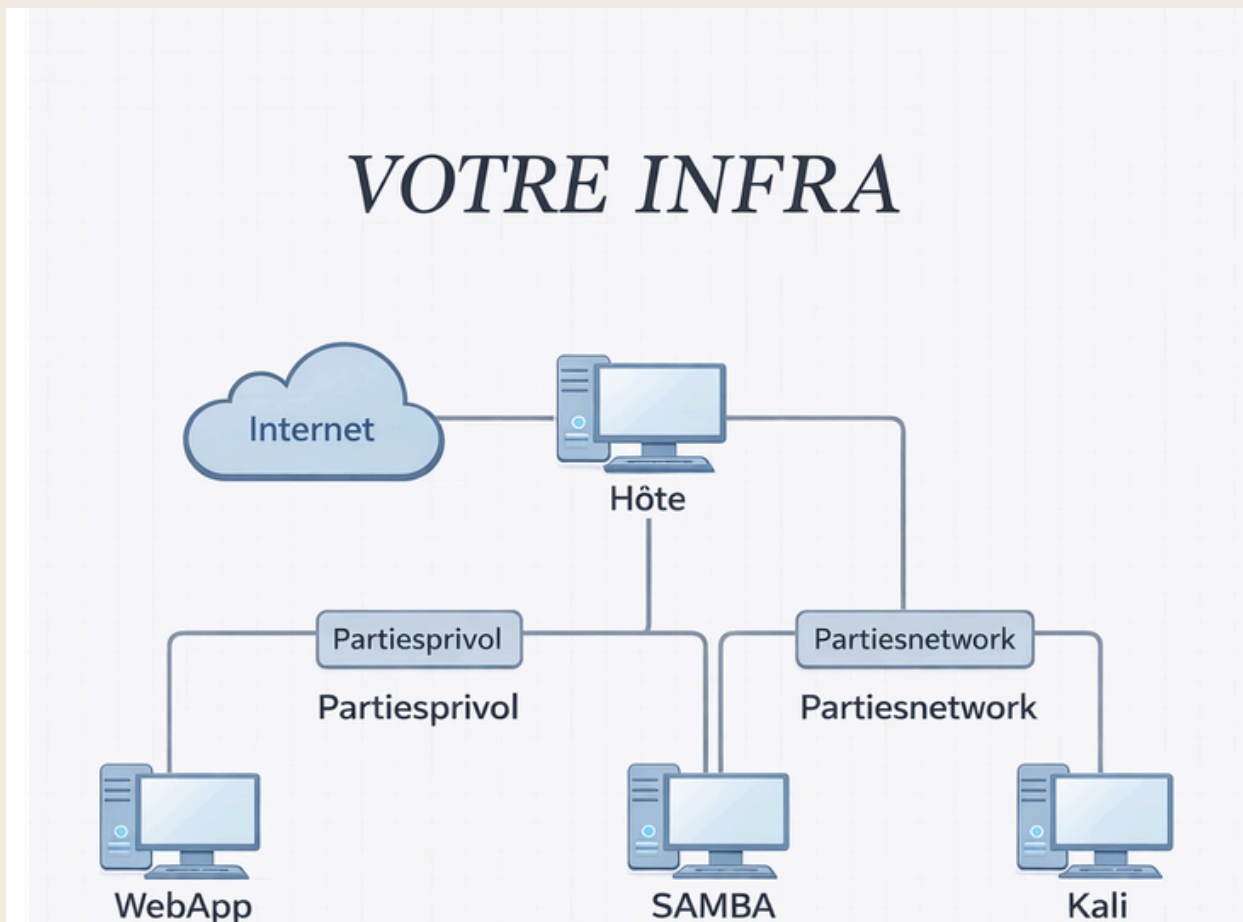 VOTRE INFRA
Internet
Hôte
Partiesprivol
Partiesnetwork
Partiesprivol
Partiesnetwork
WebApp
SAMBA
Kali